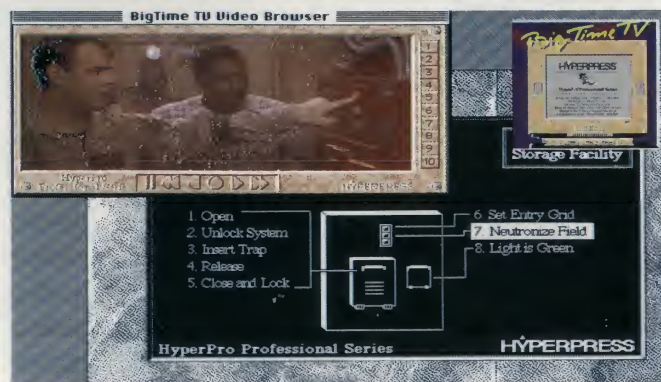 BigTime TV Video Browser
1
2
3
4
5
6
7
8
9
10
HYPERPRESS
BigTime TV
HYPERPRESS
Storage Facility
1. Open
2. Unlock System
3. Insert Trap
4. Release
5. Close and Lock
6. Set Entry Grid
7. Neutronize Field
8. Light is Green
HyperPro Professional Series
HYPERPRESS